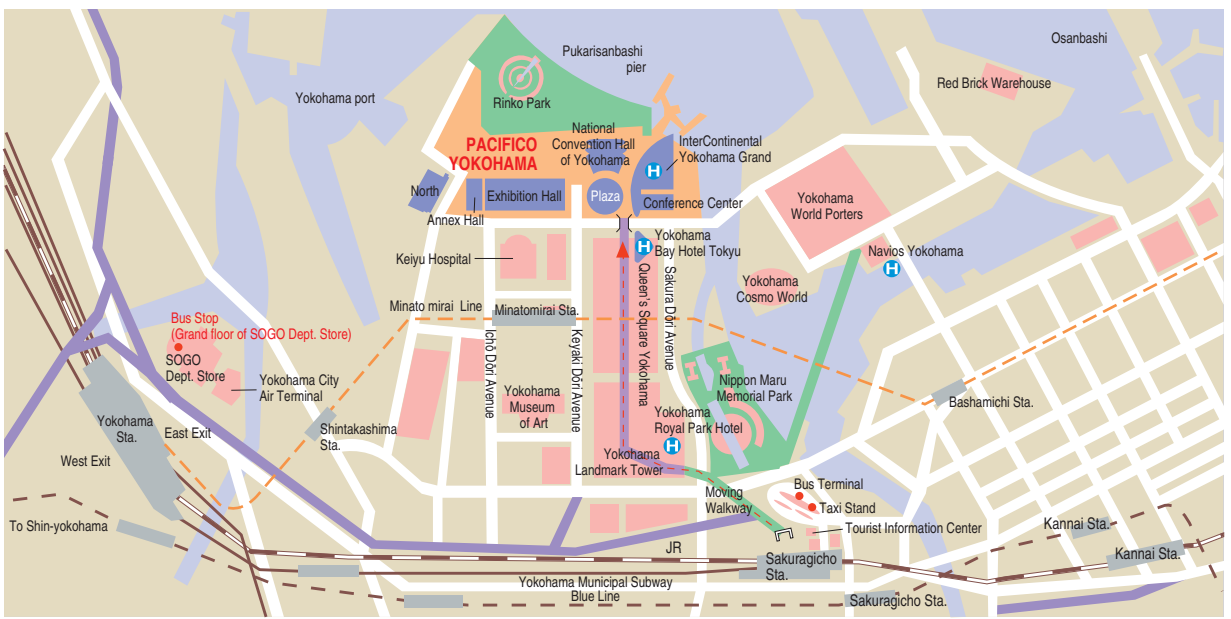 Pukarisanbashi
pier
Osanbashi
Red Brick Warehouse
Yokohama port
Rinko Park
National
Convention Hall
of Yokohama
InterContinental
Yokohama Grand
H
PACIFICO
YOKOHAMA
North
Annex Hall
Exhibition Hall
Plaza
Conference Center
Yokohama
World Porters
Keiyu Hospital
Yokohama
Bay Hotel Tokyu
H
Navios Yokohama
H
Yokohama
Cosmo World
Queen's Square Yokohama
Sakura Dōri Avenue
Minato mirai Line
Minatomirai Sta.
Bus Stop
(Grand floor of SOGO Dept. Store)
SOGO
Dept. Store
Yokohama City
Air Terminal
Ichō Dōri Avenue
Keyaki Dōri Avenue
Yokohama
Museum
of Art
Nippon Maru
Memorial Park
Bashamichi Sta.
Yokohama
Sta.
East Exit
West Exit
Shintakashima
Sta.
Yokohama
Royal Park Hotel
H
Yokohama
Landmark Tower
Moving
Walkway
Bus Terminal
Taxi Stand
Tourist Information Center
To Shin-yokohama
Kannai Sta.
Kannai Sta.
JR
Sakuragicho
Sta.
Yokohama Municipal Subway
Blue Line
Sakuragicho Sta.